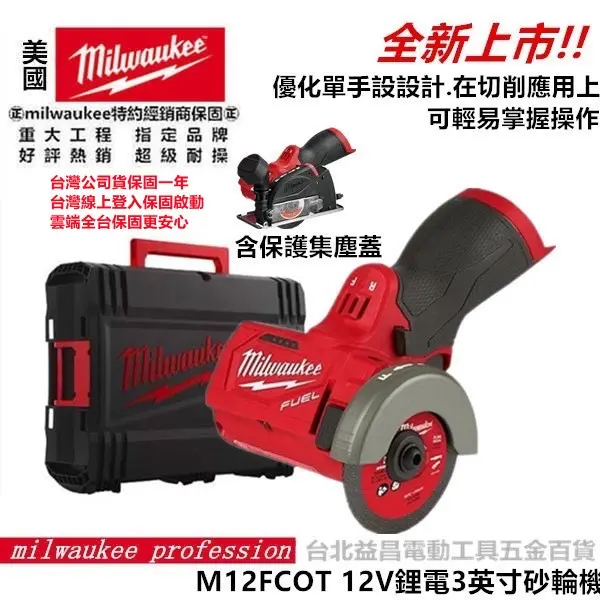 美國
Milwaukee
㊣milwaukee特約經銷商保固㊣
重大工程 指定品牌
好評熱銷 超級耐操
台灣公司貨保固一年
台灣線上登入保固啟動
雲端全台保固更安心
全新上市!!
優化單手設設計.在切削應用上
可輕易掌握操作
含保護集塵蓋
R F
Milwaukee
FUEL
Milwaukee
milwaukee profession
台北益昌電動工具五金百貨
M12FCOT 12V鋰電3英寸砂輪機